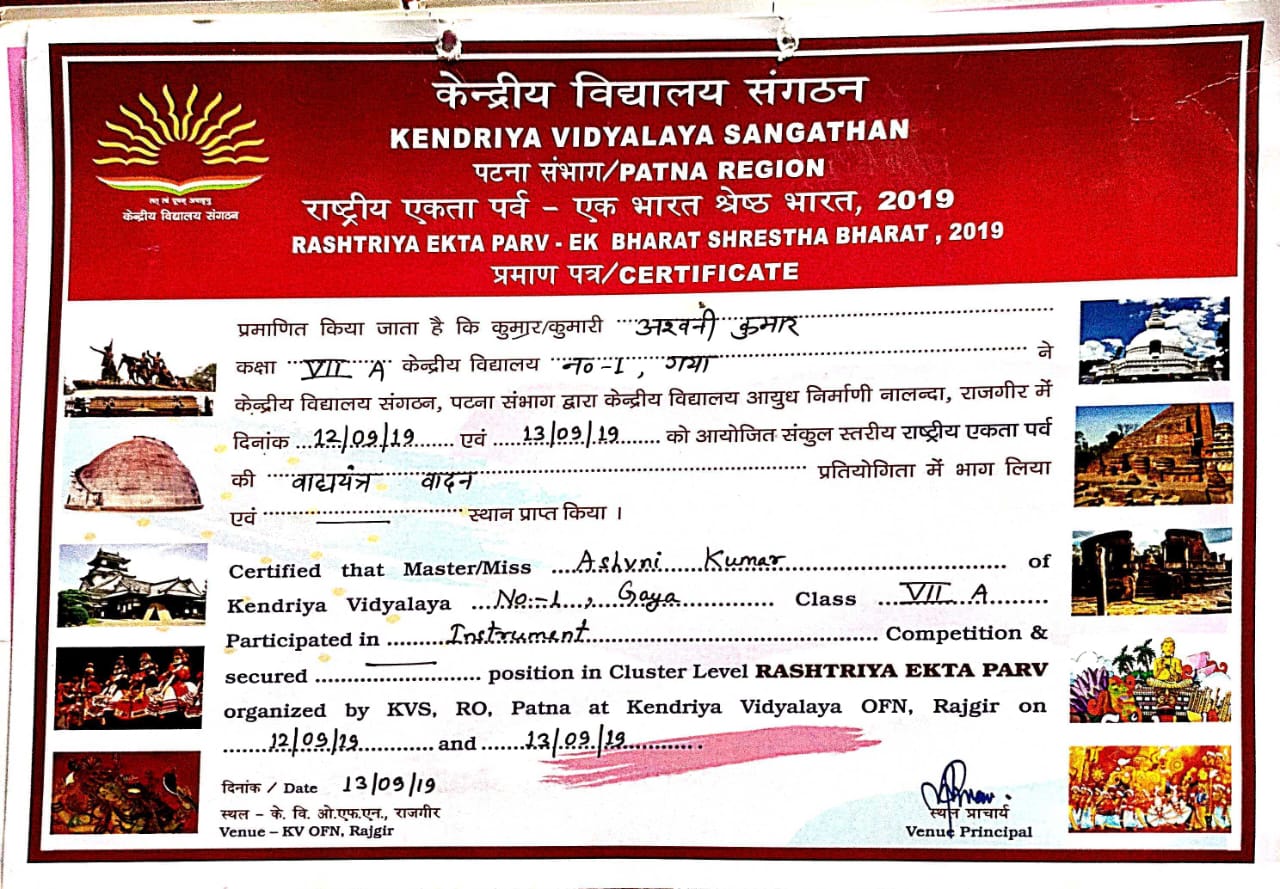 केन्द्रीय विद्यालय संगठन
KENDRIYA VIDYALAYA SANGATHAN
पटना संभाग/PATNA REGION
राष्ट्रीय एकता पर्व – एक भारत श्रेष्ठ भारत, 2019
RASHTRIYA EKTA PARV - EK BHARAT SHRESTHA BHARAT , 2019
प्रमाण पत्र/CERTIFICATE
केन्द्रीय विद्यालय संगठन
प्रमाणित किया जाता है कि कुमार/कुमारी अश्वनी कुमार
कक्षा VII A केन्द्रीय विद्यालय न०-1, गया ने
केन्द्रीय विद्यालय संगठन, पटना संभाग द्वारा केन्द्रीय विद्यालय आयुध निर्माणी नालन्दा, राजगीर में
दिनांक 12/09/19 एवं 13/09/19 को आयोजित संकुल स्तरीय राष्ट्रीय एकता पर्व
की वाद्ययंत्र वादन प्रतियोगिता में भाग लिया
एवं — स्थान प्राप्त किया ।
Certified that Master/Miss Ashvni Kumar of
Kendriya Vidyalaya No.-1, Gaya Class VII A
Participated in Instrument Competition &
secured — position in Cluster Level RASHTRIYA EKTA PARV
organized by KVS, RO, Patna at Kendriya Vidyalaya OFN, Rajgir on
12/09/19 and 13/09/19.
दिनांक / Date 13/09/19
स्थल – के. वि. ओ.एफ.एन., राजगीर
Venue – KV OFN, Rajgir
स्थल प्राचार्य
Venue Principal